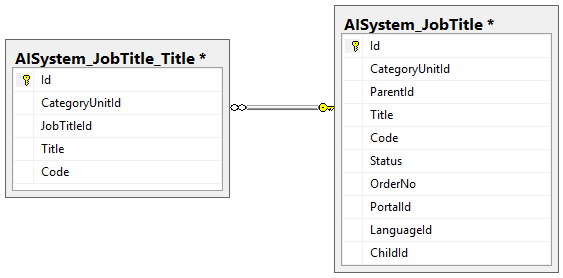 AISystem_JobTitle_Title *
Id
CategoryUnitId
JobTitleId
Title
Code
AISystem_JobTitle *
Id
CategoryUnitId
ParentId
Title
Code
Status
OrderNo
PortalId
LanguageId
ChildId